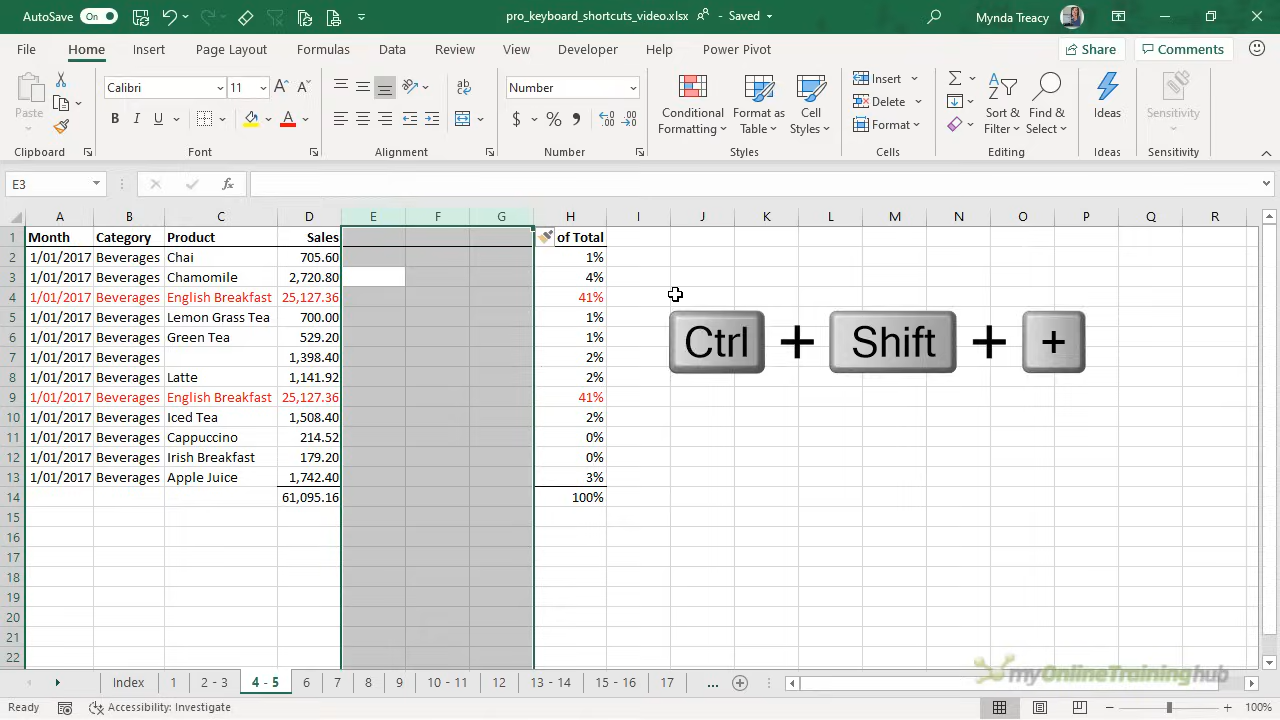 AutoSave On pro_keyboard_shortcuts_video.xlsx - Saved Mynda Treacy
File Home Insert Page Layout Formulas Data Review View Developer Help Power Pivot Share Comments
Calibri 11 Number Insert
Paste Conditional Formatting Format as Table Cell Styles Delete Sort & Filter Find & Select Ideas Sensitivity
Format
Clipboard Font Alignment Number Styles Cells Editing Ideas Sensitivity
E3 fx
A B C D E F G H I J K L M N O P Q R
1 Month Category Product Sales of Total
2 1/01/2017 Beverages Chai 705.60 1%
3 1/01/2017 Beverages Chamomile 2,720.80 4%
4 1/01/2017 Beverages English Breakfast 25,127.36 41%
5 1/01/2017 Beverages Lemon Grass Tea 700.00 1%
Ctrl + Shift + +
6 1/01/2017 Beverages Green Tea 529.20 1%
7 1/01/2017 Beverages 1,398.40 2%
8 1/01/2017 Beverages Latte 1,141.92 2%
9 1/01/2017 Beverages English Breakfast 25,127.36 41%
10 1/01/2017 Beverages Iced Tea 1,508.40 2%
11 1/01/2017 Beverages Cappuccino 214.52 0%
12 1/01/2017 Beverages Irish Breakfast 179.20 0%
13 1/01/2017 Beverages Apple Juice 1,742.40 3%
14 61,095.16 100%
15
16
17
18
19
20
21
22
myOnlineTraininghub
Index 1 2 - 3 4 - 5 6 7 8 9 10 - 11 12 13 - 14 15 - 16 17 ...
Ready Accessibility: Investigate 100%